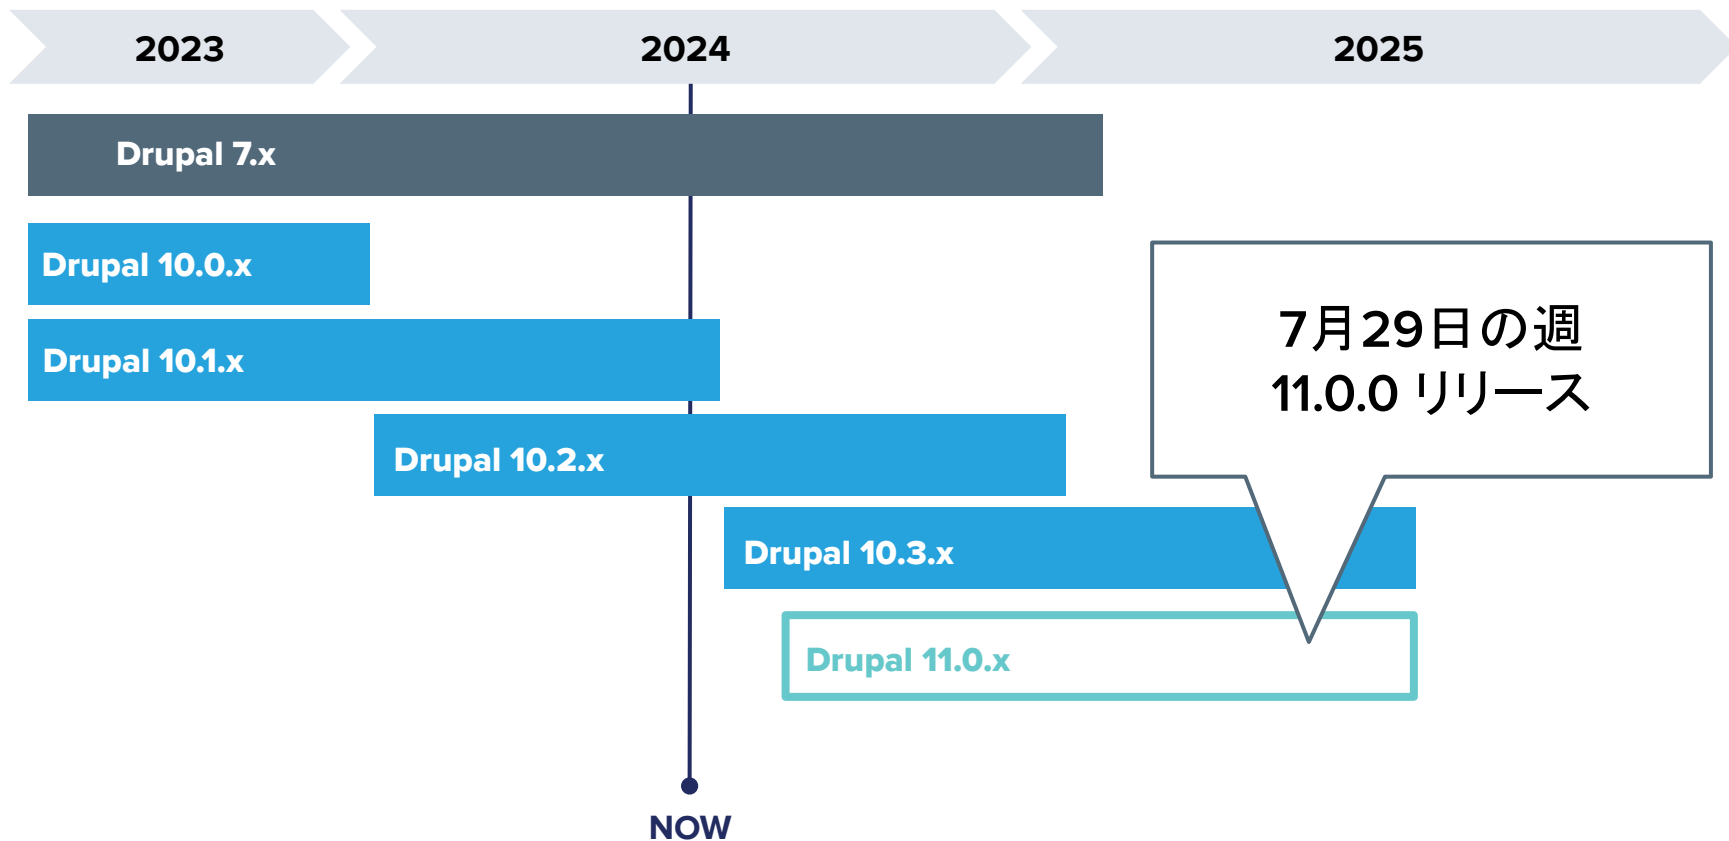 2023
2024
2025
Drupal 7.x
Drupal 10.0.x
Drupal 10.1.x
Drupal 10.2.x
Drupal 10.3.x
Drupal 11.0.x
7月29日の週
11.0.0 リリース
NOW